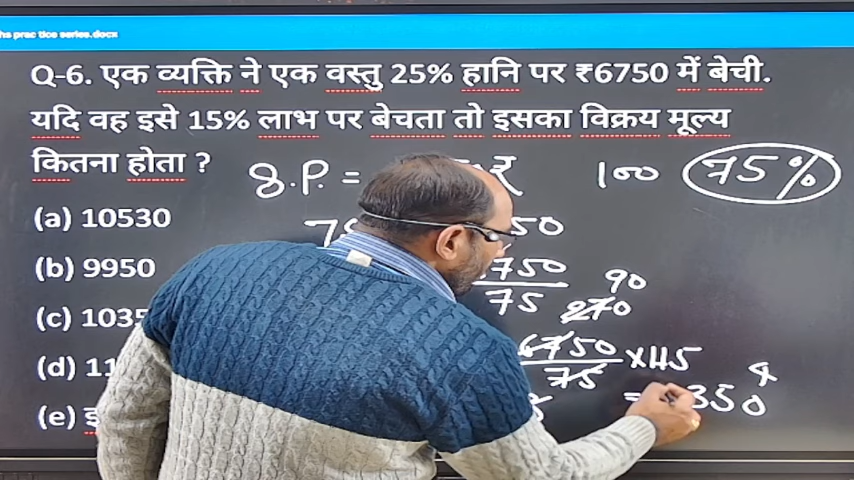 hs prac tice series.docx
Q-6. एक व्यक्ति ने एक वस्तु 25% हानि पर ₹6750 में बेची.
यदि वह इसे 15% लाभ पर बेचता तो इसका विक्रय मूल्य
कितना होता ?
S.P. = ₹ 100 75%
(a) 10530
(b) 9950
750
75
90
270
(c) 1035
6750 × 115
75
(d) 11
= 350
(e)